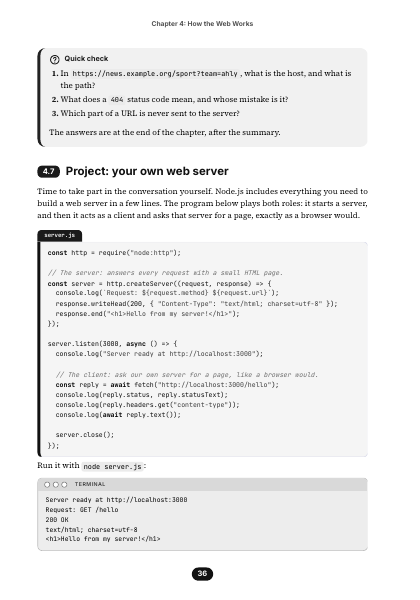 Chapter 4: How the Web Works
Quick check
1. In https://news.example.org/sport?team=ahly , what is the host, and what is
the path?
2. What does a 404 status code mean, and whose mistake is it?
3. Which part of a URL is never sent to the server?
The answers are at the end of the chapter, after the summary.
4.7 Project: your own web server
Time to take part in the conversation yourself. Node.js includes everything you need to
build a web server in a few lines. The program below plays both roles: it starts a server,
and then it acts as a client and asks that server for a page, exactly as a browser would.
server.js
const http = require("node:http");
// The server: answers every request with a small HTML page.
const server = http.createServer((request, response) => {
  console.log(`Request: ${request.method} ${request.url}`);
  response.writeHead(200, { "Content-Type": "text/html; charset=utf-8" });
  response.end("<h1>Hello from my server!</h1>");
});
server.listen(3000, async () => {
  console.log("Server ready at http://localhost:3000");
  // The client: ask our own server for a page, like a browser would.
  const reply = await fetch("http://localhost:3000/hello");
  console.log(reply.status, reply.statusText);
  console.log(reply.headers.get("content-type"));
  console.log(await reply.text());
  server.close();
});
Run it with node server.js :
TERMINAL
Server ready at http://localhost:3000
Request: GET /hello
200 OK
text/html; charset=utf-8
<h1>Hello from my server!</h1>
36